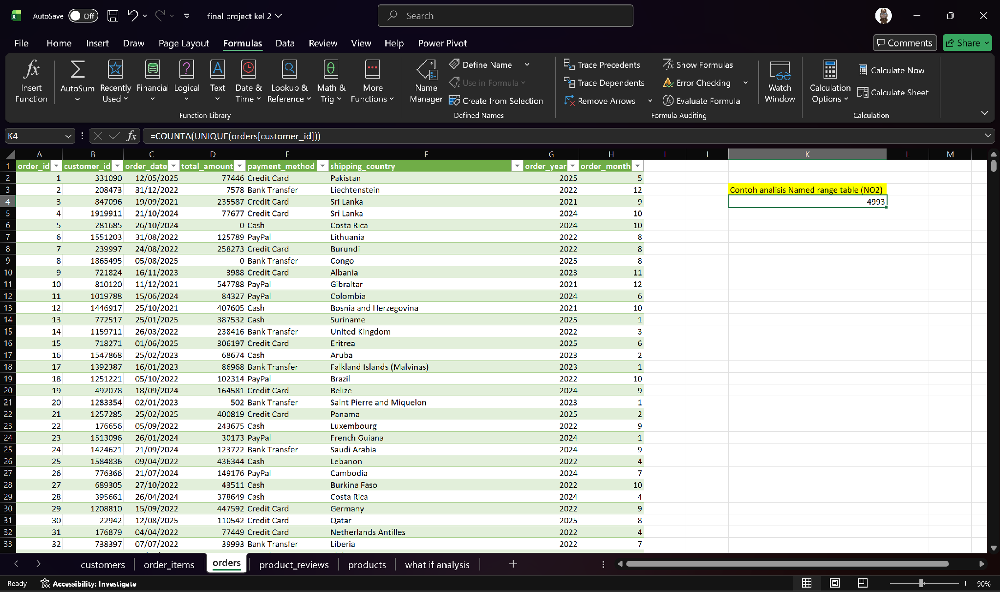 AutoSave Off final project kel 2 Search
File Home Insert Draw Page Layout Formulas Data Review View Help Power Pivot Comments Share
Insert Function
AutoSum
Recently Used
Financial
Logical
Text
Date & Time
Lookup & Reference
Math & Trig
More Functions
Function Library
Name Manager
Define Name
Use in Formula
Create from Selection
Defined Names
Trace Precedents
Trace Dependents
Remove Arrows
Show Formulas
Error Checking
Evaluate Formula
Formula Auditing
Watch Window
Calculation Options
Calculate Now
Calculate Sheet
Calculation
K4 fx =COUNTA(UNIQUE(orders[customer_id]))
A B C D E F G H I J K L M
1 order_id customer_id order_date total_amount payment_method shipping_country order_year order_month
2 1 331090 12/05/2025 77446 Credit Card Pakistan 2025 5
3 2 208473 31/12/2022 7578 Bank Transfer Liechtenstein 2022 12 Contoh analisis Named range table (NO2)
4 3 847096 19/09/2021 235587 Credit Card Sri Lanka 2021 9 4993
5 4 1919911 21/10/2024 77677 Credit Card Sri Lanka 2024 10
6 5 281685 26/10/2024 0 Cash Costa Rica 2024 10
7 6 1551203 31/08/2022 125789 PayPal Lithuania 2022 8
8 7 239997 24/08/2022 258273 Credit Card Burundi 2022 8
9 8 1865495 05/08/2025 0 Bank Transfer Congo 2025 8
10 9 721824 16/11/2023 3988 Credit Card Albania 2023 11
11 10 810120 11/12/2021 547788 PayPal Gibraltar 2021 12
12 11 1019788 15/06/2024 84327 PayPal Colombia 2024 6
13 12 1446917 25/10/2021 407605 Cash Bosnia and Herzegovina 2021 10
14 13 772517 25/01/2025 387532 Cash Suriname 2025 1
15 14 1159711 26/03/2022 238416 Bank Transfer United Kingdom 2022 3
16 15 718271 01/06/2025 306197 Credit Card Eritrea 2025 6
17 16 1547868 25/02/2023 68674 Cash Aruba 2023 2
18 17 1392387 16/01/2023 86968 Bank Transfer Falkland Islands (Malvinas) 2023 1
19 18 1251221 05/10/2022 102314 PayPal Brazil 2022 10
20 19 492078 18/09/2024 164581 Credit Card Belize 2024 9
21 20 1283354 02/01/2023 502 Bank Transfer Saint Pierre and Miquelon 2023 1
22 21 1257285 25/02/2025 400819 Credit Card Panama 2025 2
23 22 176656 05/09/2022 243675 Cash Luxembourg 2022 9
24 23 1513096 26/01/2024 30173 PayPal French Guiana 2024 1
25 24 1424621 21/09/2024 123722 Bank Transfer Saudi Arabia 2024 9
26 25 1584836 09/04/2022 436344 Cash Lebanon 2022 4
27 26 776366 21/07/2024 149176 PayPal Cambodia 2024 7
28 27 689305 27/10/2022 43511 Cash Burkina Faso 2022 10
29 28 395661 26/04/2024 378649 Cash Costa Rica 2024 4
30 29 1208810 15/09/2022 447592 Credit Card Germany 2022 9
31 30 22942 12/08/2025 110542 Credit Card Qatar 2025 8
32 31 176879 04/04/2022 77449 Credit Card Netherlands Antilles 2022 4
33 32 738397 07/07/2022 39993 Bank Transfer Liberia 2022 7
customers order_items orders product_reviews products what if analysis
Ready Accessibility: Investigate 90%